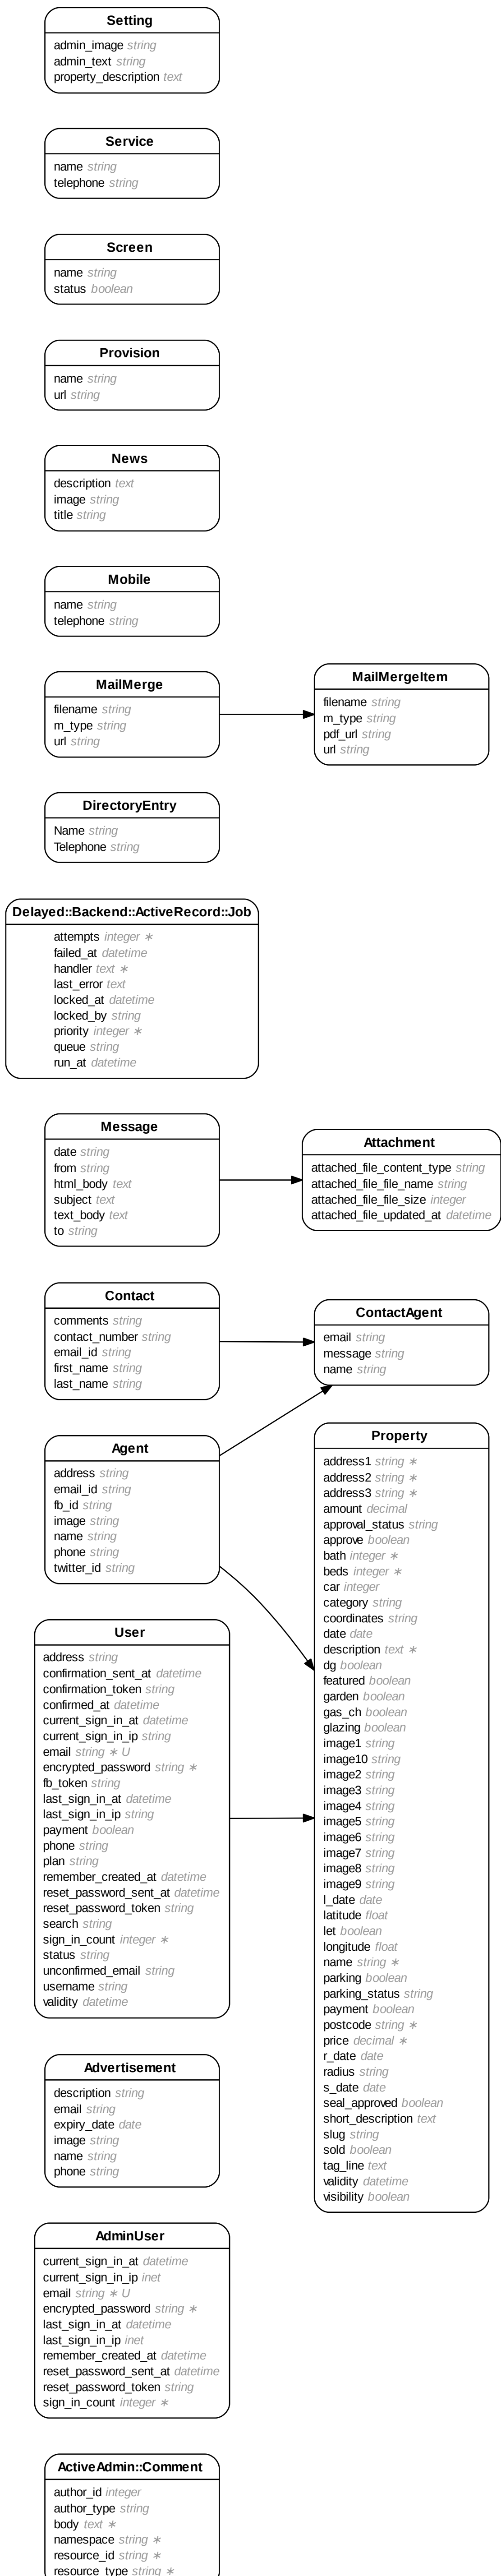 Setting
admin_image string
admin_text string
property_description text
Service
name string
telephone string
Screen
name string
status boolean
Provision
name string
url string
News
description text
image string
title string
Mobile
name string
telephone string
MailMerge
filename string
m_type string
url string
MailMergeItem
filename string
m_type string
pdf_url string
url string
DirectoryEntry
Name string
Telephone string
Delayed::Backend::ActiveRecord::Job
attempts integer ∗
failed_at datetime
handler text ∗
last_error text
locked_at datetime
locked_by string
priority integer ∗
queue string
run_at datetime
Message
date string
from string
html_body text
subject text
text_body text
to string
Attachment
attached_file_content_type string
attached_file_file_name string
attached_file_file_size integer
attached_file_updated_at datetime
Contact
comments string
contact_number string
email_id string
first_name string
last_name string
ContactAgent
email string
message string
name string
Agent
address string
email_id string
fb_id string
image string
name string
phone string
twitter_id string
Property
address1 string ∗
address2 string ∗
address3 string ∗
amount decimal
approval_status string
approve boolean
bath integer ∗
beds integer ∗
car integer
category string
coordinates string
date date
description text ∗
dg boolean
featured boolean
garden boolean
gas_ch boolean
glazing boolean
image1 string
image10 string
image2 string
image3 string
image4 string
image5 string
image6 string
image7 string
image8 string
image9 string
l_date date
latitude float
let boolean
longitude float
name string ∗
parking boolean
parking_status string
payment boolean
postcode string ∗
price decimal ∗
r_date date
radius string
s_date date
seal_approved boolean
short_description text
slug string
sold boolean
tag_line text
validity datetime
visibility boolean
User
address string
confirmation_sent_at datetime
confirmation_token string
confirmed_at datetime
current_sign_in_at datetime
current_sign_in_ip string
email string ∗ U
encrypted_password string ∗
fb_token string
last_sign_in_at datetime
last_sign_in_ip string
payment boolean
phone string
plan string
remember_created_at datetime
reset_password_sent_at datetime
reset_password_token string
search string
sign_in_count integer ∗
status string
unconfirmed_email string
username string
validity datetime
Advertisement
description string
email string
expiry_date date
image string
name string
phone string
AdminUser
current_sign_in_at datetime
current_sign_in_ip inet
email string ∗ U
encrypted_password string ∗
last_sign_in_at datetime
last_sign_in_ip inet
remember_created_at datetime
reset_password_sent_at datetime
reset_password_token string
sign_in_count integer ∗
ActiveAdmin::Comment
author_id integer
author_type string
body text ∗
namespace string ∗
resource_id string ∗
resource_type string ∗